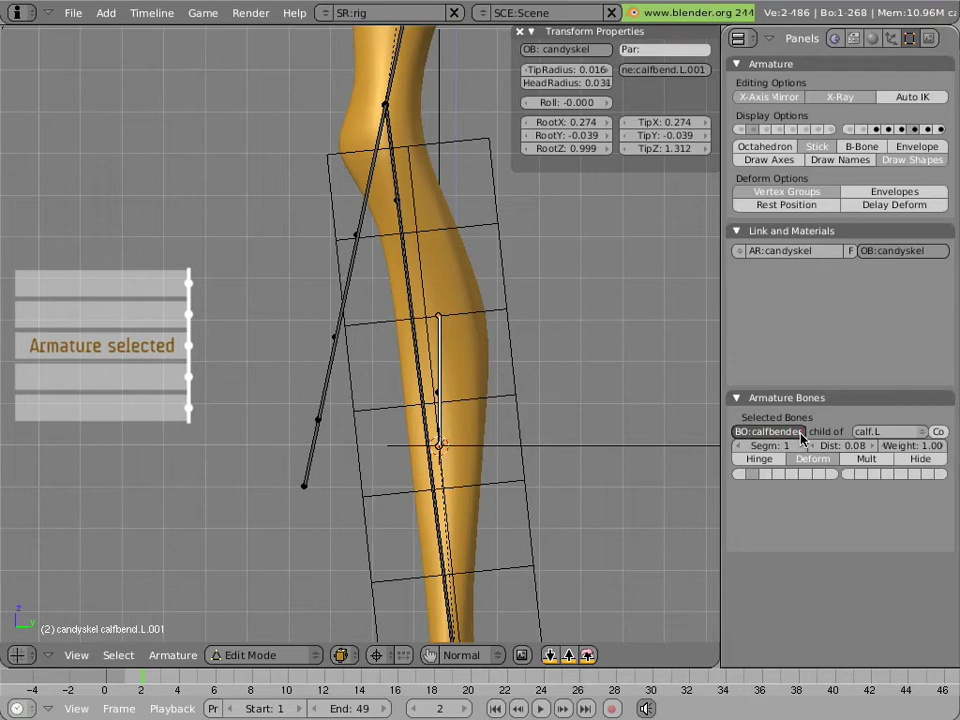 File Add Timeline Game Render Help SR:rig SCE:Scene www.blender.org 244 Ve:2-486 | Bo:1-268 | Mem:10.96M
Transform Properties
OB: candyskel Par:
TipRadius: 0.016 ne:calfbend.L.001
HeadRadius: 0.031
Roll: -0.000
RootX: 0.274 TipX: 0.274
RootY: -0.039 TipY: -0.039
RootZ: 0.999 TipZ: 1.312
Armature selected
(2) candyskel calfbend.L.001
View Select Armature Edit Mode Normal
Panels
Armature
Editing Options
X-Axis Mirror X-Ray Auto IK
Display Options
Octahedron Stick B-Bone Envelope
Draw Axes Draw Names Draw Shapes
Deform Options
Vertex Groups Envelopes
Rest Position Delay Deform
Link and Materials
AR:candyskel F OB:candyskel
Armature Bones
Selected Bones
BO:calfbende child of calf.L Co
Segm: 1 Dist: 0.08 Weight: 1.00
Hinge Deform Mult Hide
-4 -2 0 2 4 6 8 10 12 14 16 18 20 22 24 26 28 30 32 34 36 38 40 42 44 46
View Frame Playback Pr Start: 1 End: 49 2